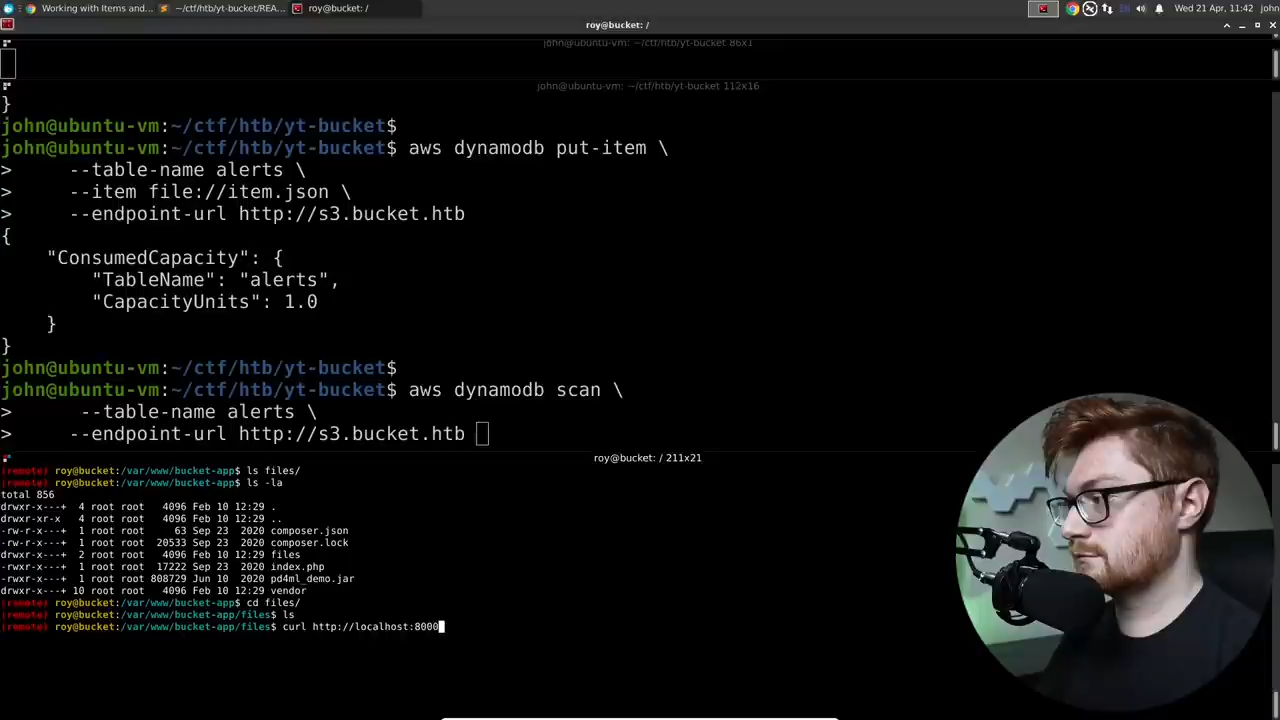 Working with Items and... ~/ctf/htb/yt-bucket/REA... roy@bucket: / Wed 21 Apr, 11:42 john
roy@bucket: /
john@ubuntu-vm: ~/ctf/htb/yt-bucket 86x1
john@ubuntu-vm: ~/ctf/htb/yt-bucket 112x16
}
john@ubuntu-vm:~/ctf/htb/yt-bucket$
john@ubuntu-vm:~/ctf/htb/yt-bucket$ aws dynamodb put-item \
>     --table-name alerts \
>     --item file://item.json \
>     --endpoint-url http://s3.bucket.htb
{
    "ConsumedCapacity": {
        "TableName": "alerts",
        "CapacityUnits": 1.0
    }
}
john@ubuntu-vm:~/ctf/htb/yt-bucket$
john@ubuntu-vm:~/ctf/htb/yt-bucket$ aws dynamodb scan \
>      --table-name alerts \
>     --endpoint-url http://s3.bucket.htb
roy@bucket: / 211x21
(remote) roy@bucket:/var/www/bucket-app$ ls files/
(remote) roy@bucket:/var/www/bucket-app$ ls -la
total 856
drwxr-x---+  4 root root   4096 Feb 10 12:29 .
drwxr-xr-x   4 root root   4096 Feb 10 12:29 ..
-rw-r-x---+  1 root root     63 Sep 23  2020 composer.json
-rw-r-x---+  1 root root  20533 Sep 23  2020 composer.lock
drwxr-x---+  2 root root   4096 Feb 10 12:29 files
-rwxr-x---+  1 root root  17222 Sep 23  2020 index.php
-rwxr-x---+  1 root root 808729 Jun 10  2020 pd4ml_demo.jar
drwxr-x---+ 10 root root   4096 Feb 10 12:29 vendor
(remote) roy@bucket:/var/www/bucket-app$ cd files/
(remote) roy@bucket:/var/www/bucket-app/files$ ls
(remote) roy@bucket:/var/www/bucket-app/files$ curl http://localhost:8000